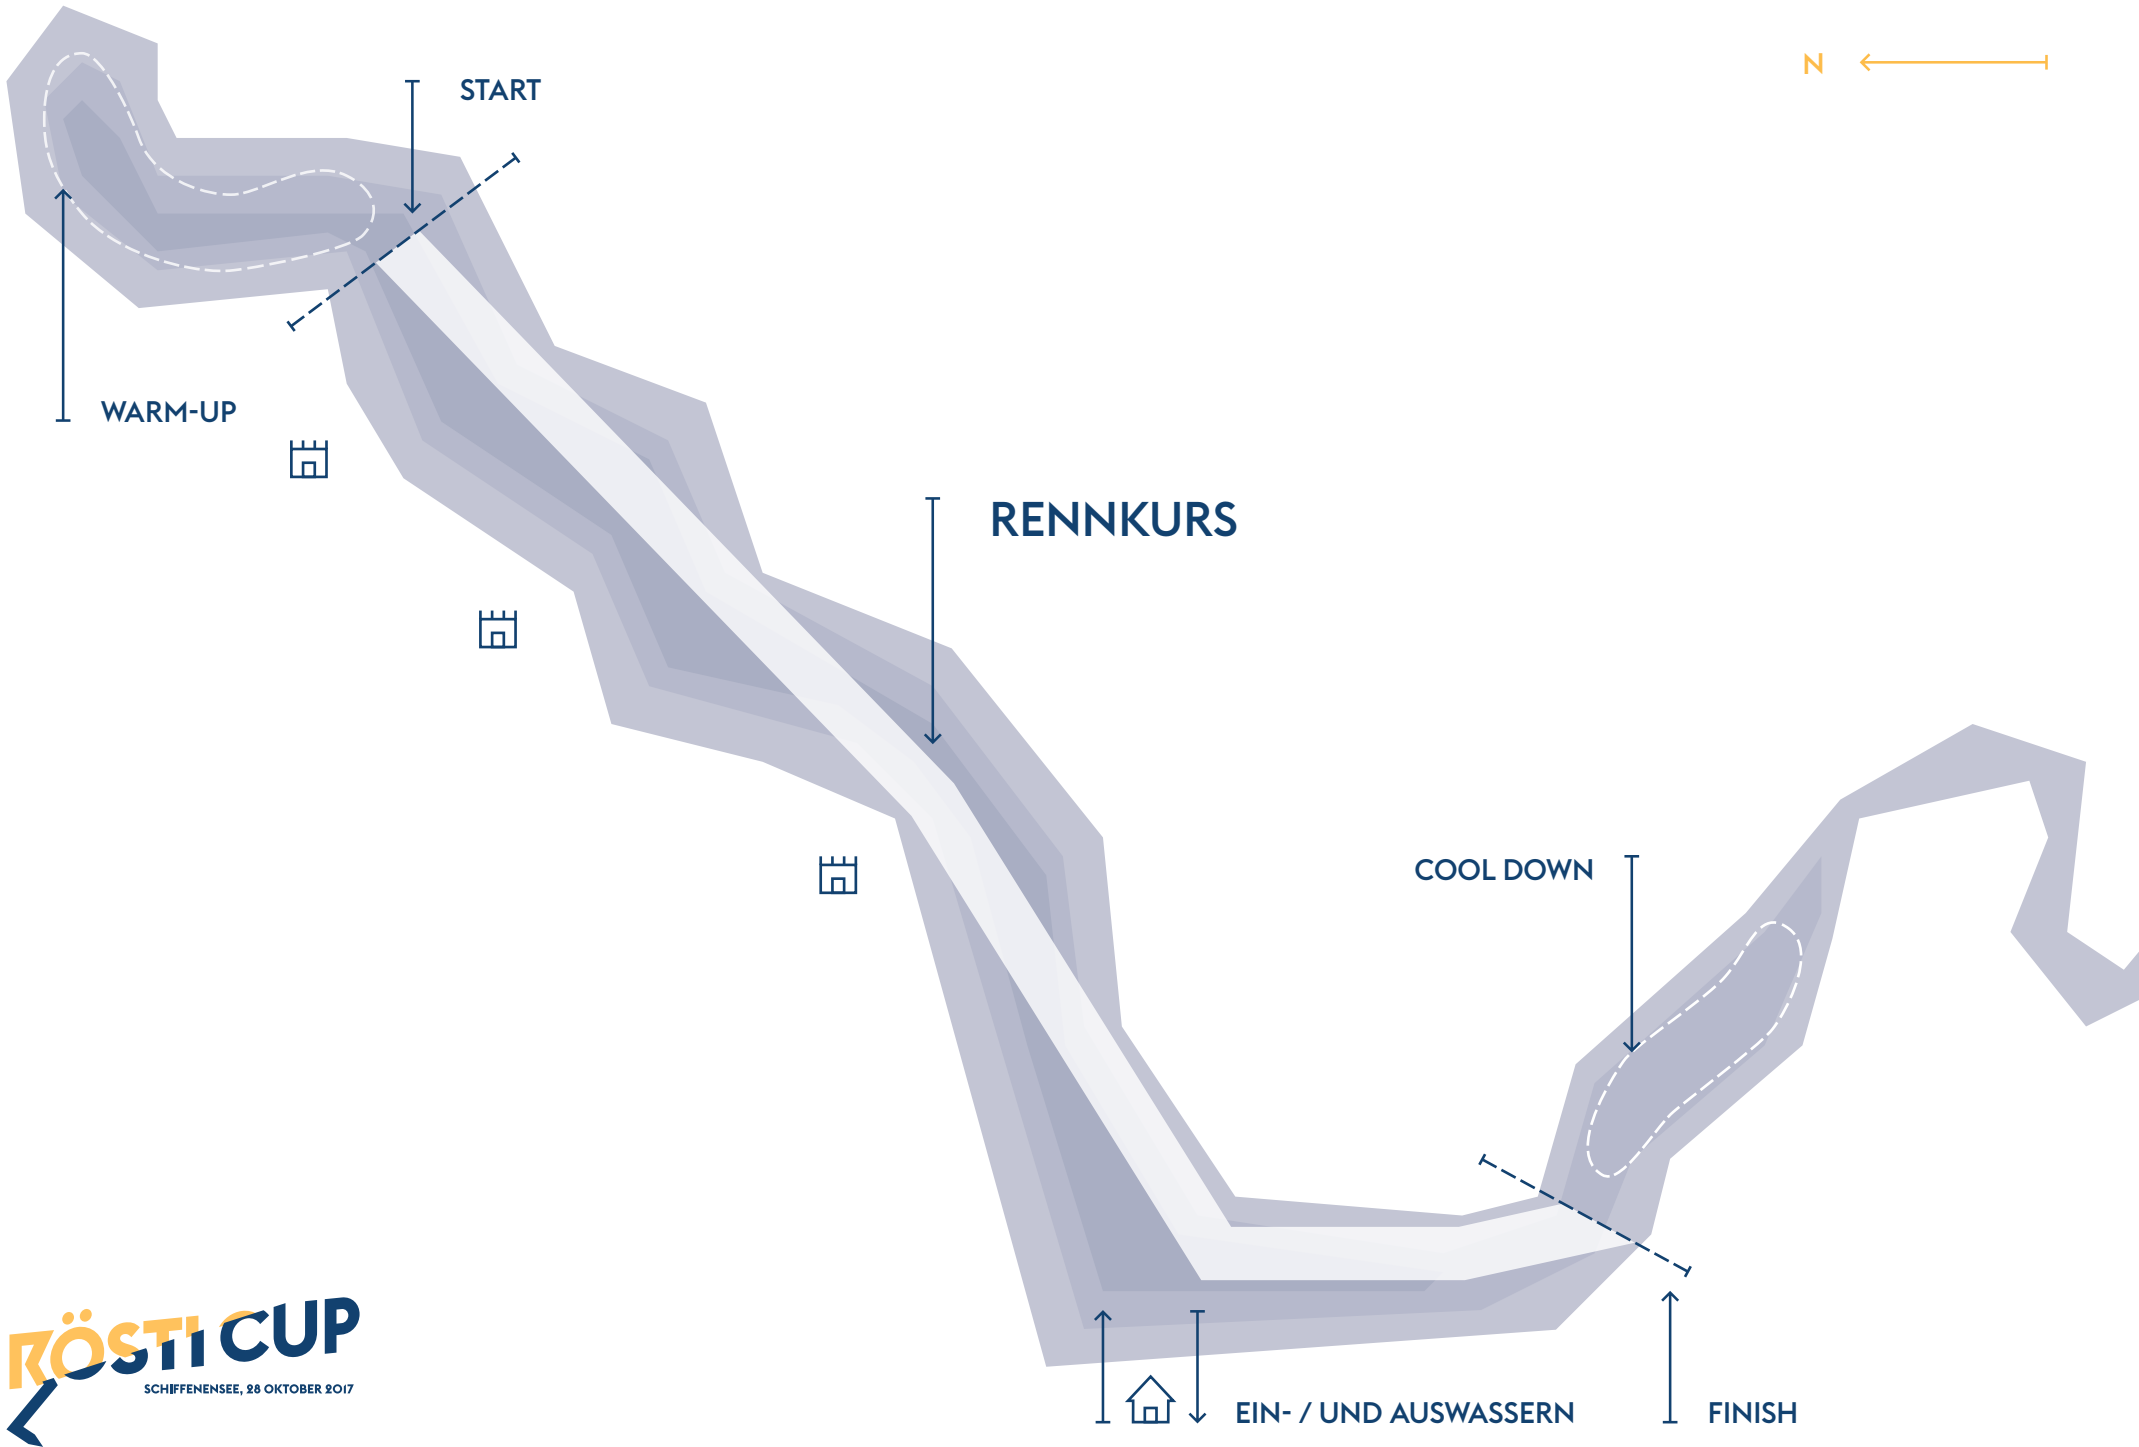 N
START
WARM-UP
RENNKURS
COOL DOWN
RÖSTI CUP
SCHIFFENENSEE, 28 OKTOBER 2017
EIN- / UND AUSWASSERN
FINISH